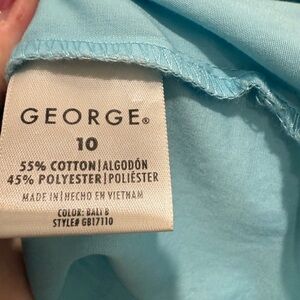 GEORGE®
10
55% COTTON|ALGODÓN
45% POLYESTER|POLIÉSTER
MADE IN|HECHO EN VIETNAM
COLOR: BALI B
STYLE# GB17110